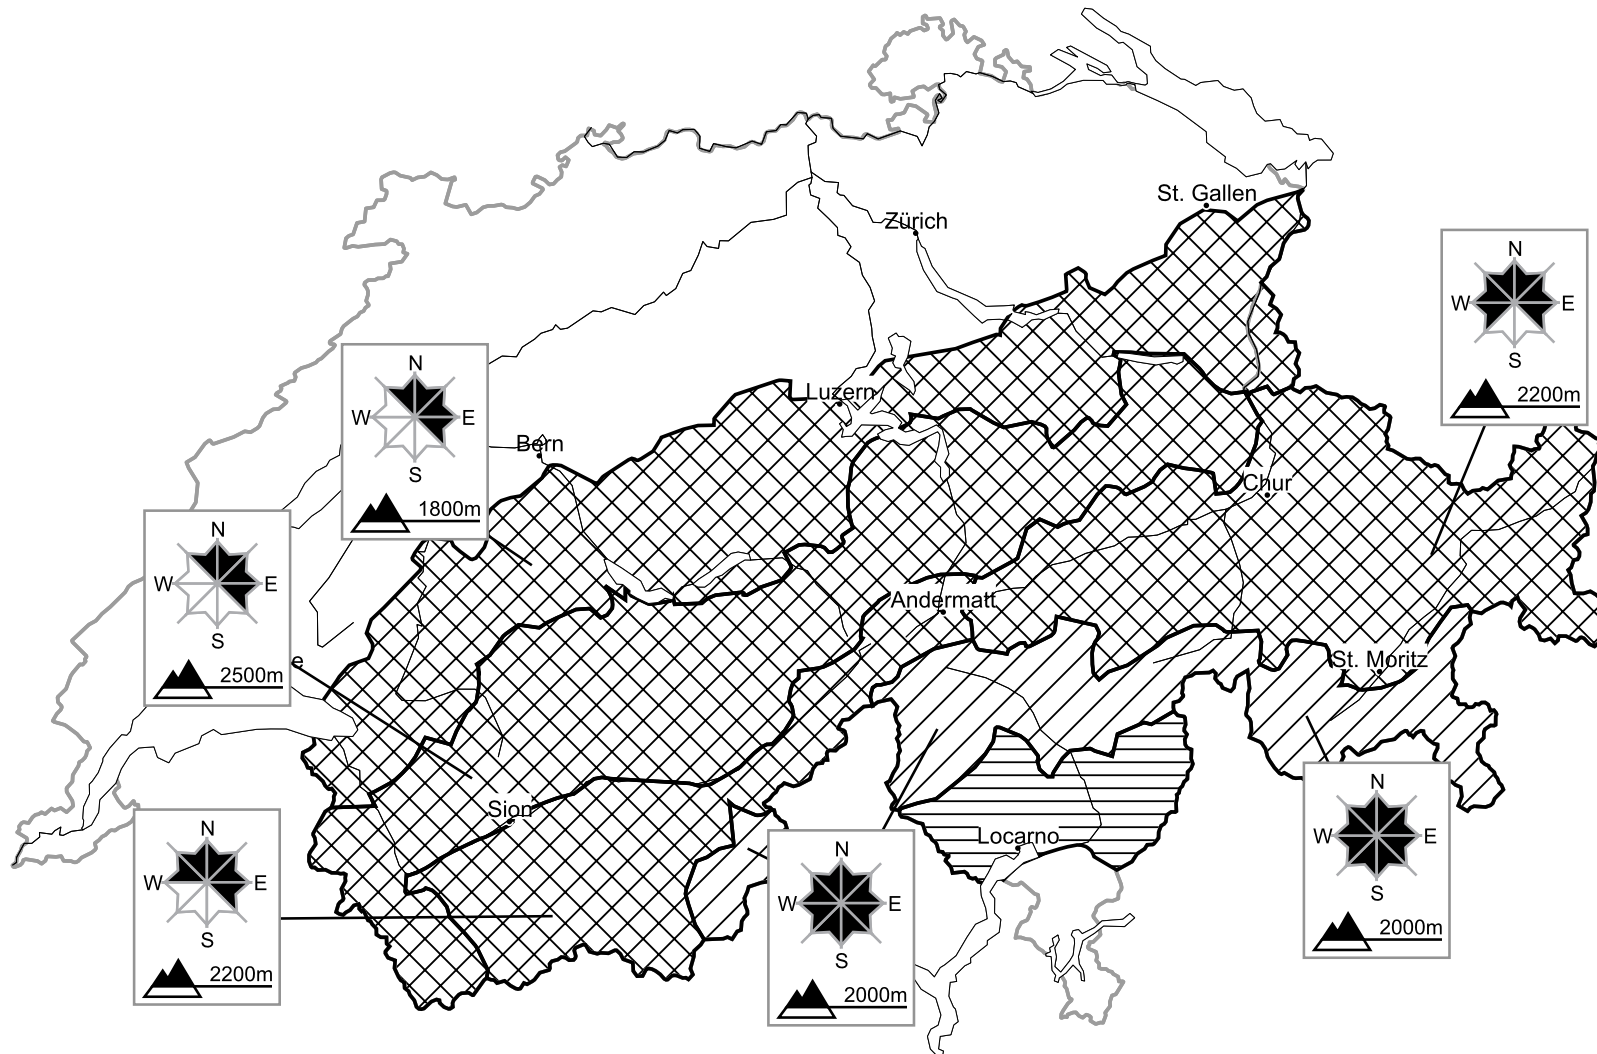 St. Gallen
Zürich
N
W
E
S
2200m
N
W
E
S
1800m
Luzern
Bern
Chur
N
W
E
S
2500m
Andermatt
e
St. Moritz
N
W
E
S
2000m
Sion
Locarno
N
W
E
S
2200m
N
W
E
S
2000m